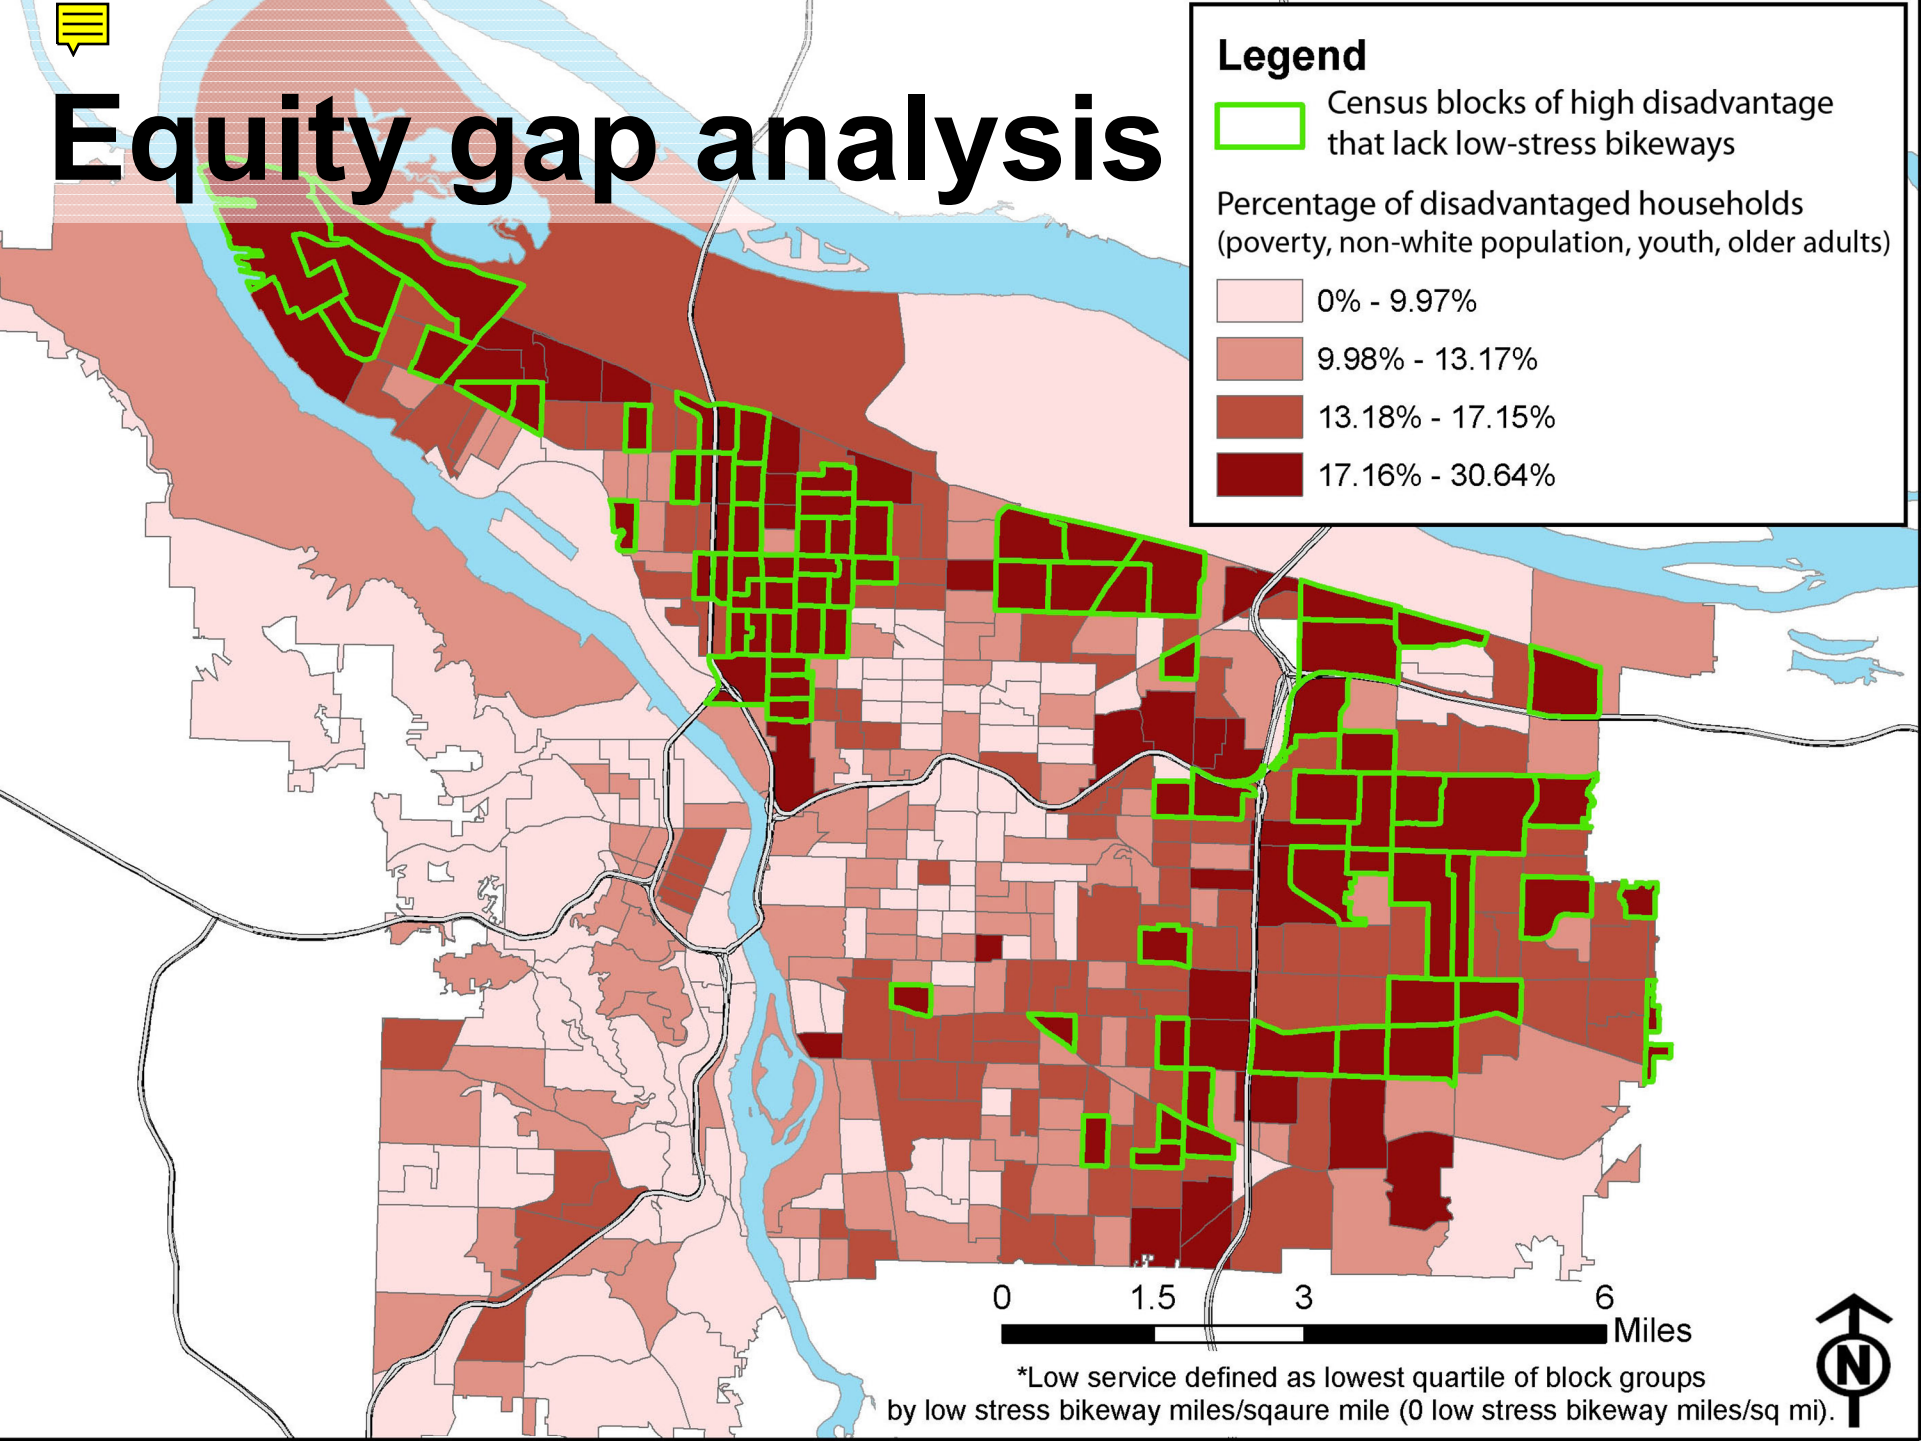 Equity gap analysis
Legend
Census blocks of high disadvantage
that lack low-stress bikeways
Percentage of disadvantaged households
(poverty, non-white population, youth, older adults)
0% - 9.97%
9.98% - 13.17%
13.18% - 17.15%
17.16% - 30.64%
0 1.5 3 6
Miles
*Low service defined as lowest quartile of block groups
by low stress bikeway miles/sqaure mile (0 low stress bikeway miles/sq mi).
N